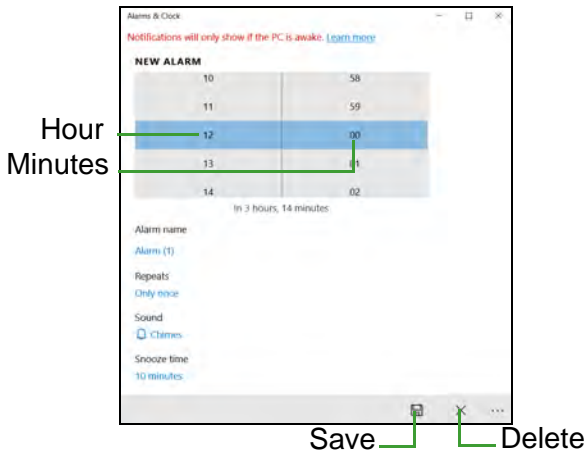 Alarms & Clock
Notifications will only show if the PC is awake. Learn more
NEW ALARM
10 58
11 59
Hour 12 00
Minutes
13 01
14 02
In 3 hours, 14 minutes
Alarm name
Alarm (1)
Repeats
Only once
Sound
Chimes
Snooze time
10 minutes
Save Delete